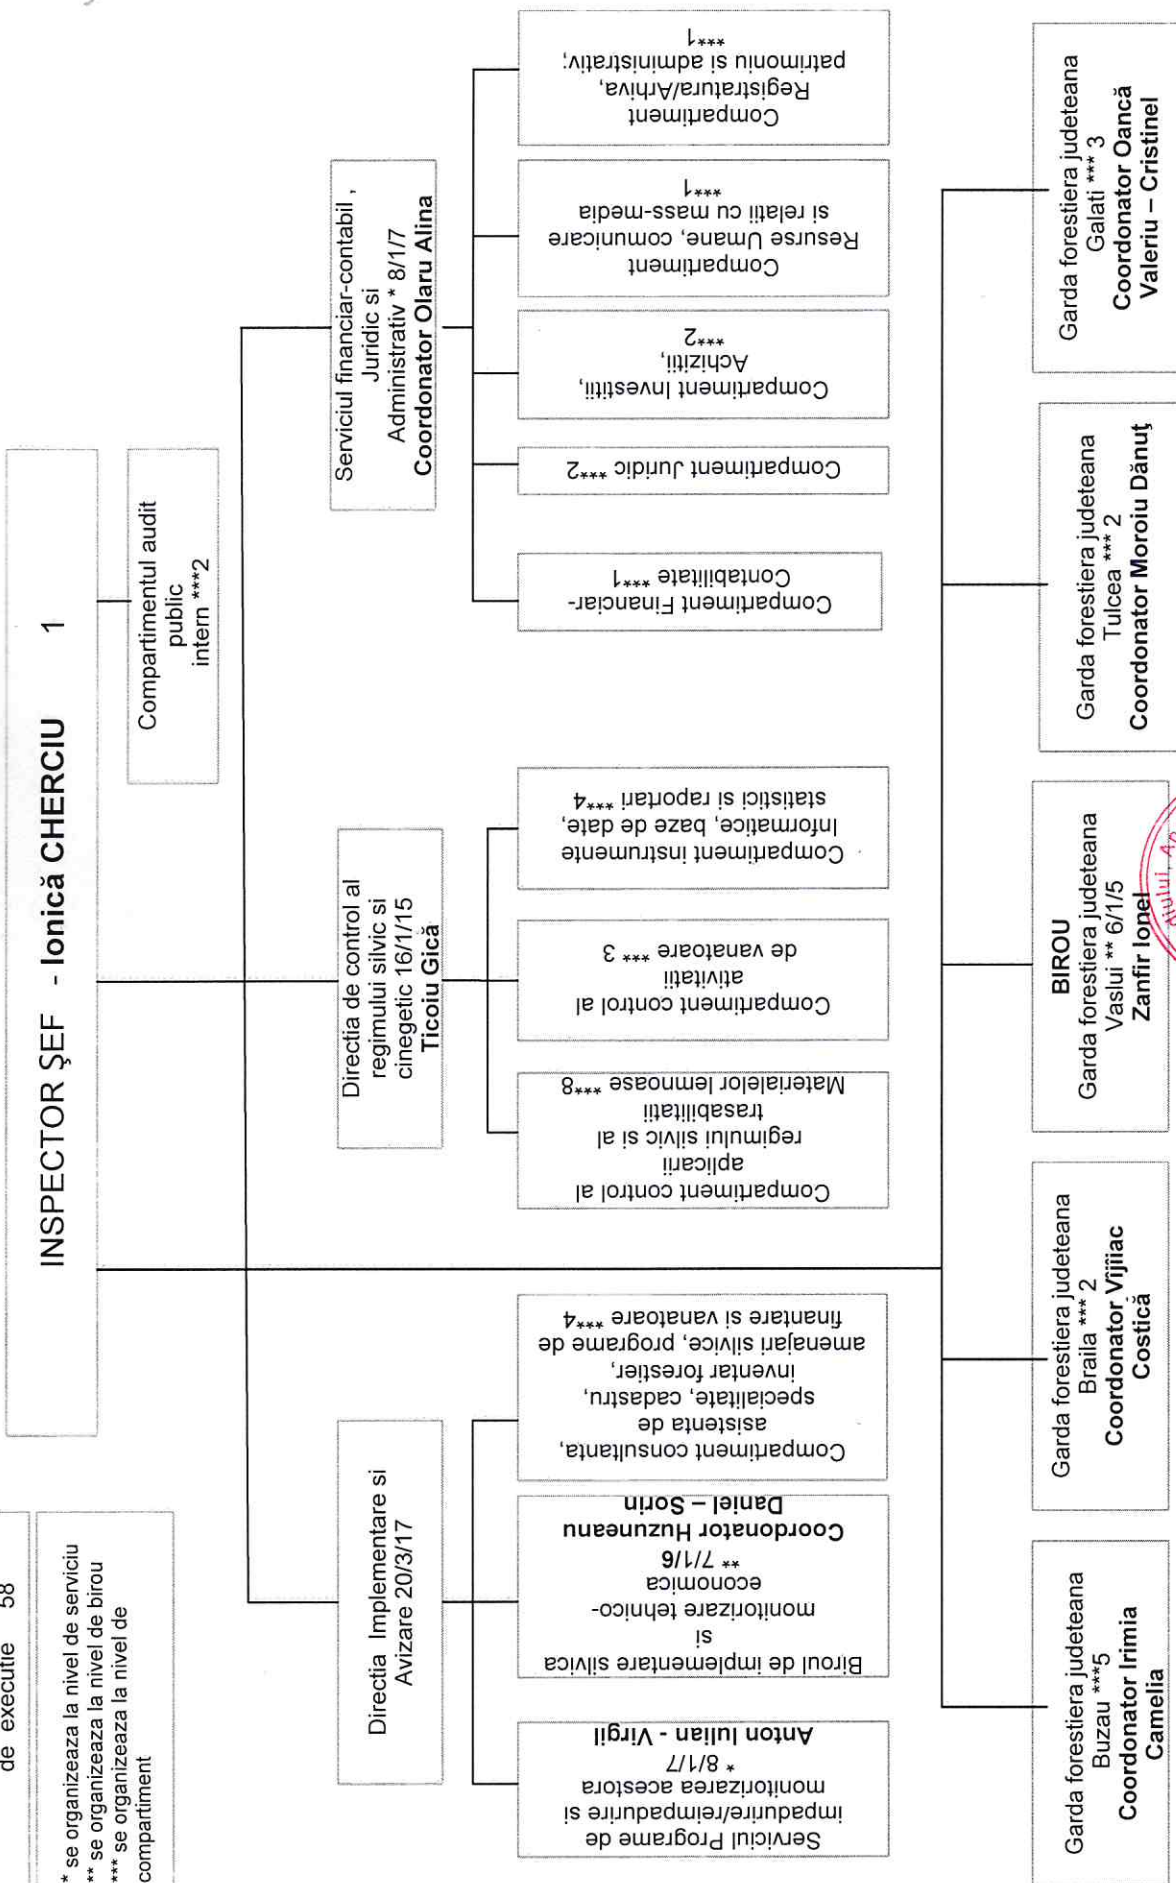 de executie 58
* se organizeaza la nivel de serviciu
** se organizeaza la nivel de birou
*** se organizeaza la nivel de
compartiment
INSPECTOR ŞEF - Ionică CHERCIU 1
Compartimentul audit
public
intern ***2
Directia Implementare si
Avizare 20/3/17
Directia de control al
regimului silvic si
cinegetic 16/1/15
Ticoiu Gică
Serviciul financiar-contabil ,
Juridic si
Administrativ * 8/1/7
Coordonator Olaru Alina
Serviciul Programe de
impadurire/reimpadurire si
monitorizarea acestora
* 8/1/7
Anton Iulian - Virgil
Biroul de implementare silvica
si
monitorizare tehnico-
economica
** 7/1/6
Coordonator Huzuneanu
Daniel – Sorin
Compartiment consultanta,
asistenta de
specialitate, cadastru,
inventar forestier,
amenajari silvice, programe de
finantare si vanatoare ***4
Compartiment control al
aplicarii
regimului silvic si al
trasabilitatii
Materialelor lemnoase ***8
Compartiment control al
ativitatii
de vanatoare *** 3
Compartiment instrumente
Informatice, baze de date,
statistici si raportari ***4
Compartiment Financiar-
Contabilitate ***1
Compartiment Juridic ***2
Compartiment Investitii,
Achizitii,
***2
Compartiment
Resurse Umane, comunicare
si relatii cu mass-media
***1
Compartiment
Registratura/Arhiva,
patrimoniu si administrativ;
***1
Garda forestiera judeteana
Buzau ***5
Coordonator Irimia
Camelia
Garda forestiera judeteana
Braila *** 2
Coordonator Vîjîiac
Costică
BIROU
Garda forestiera judeteana
Vaslui ** 6/1/5
Zanfir Ionel
Garda forestiera judeteana
Tulcea *** 2
Coordonator Moroiu Dănuț
Garda forestiera judeteana
Galati *** 3
Coordonator Oancă
Valeriu – Cristinel